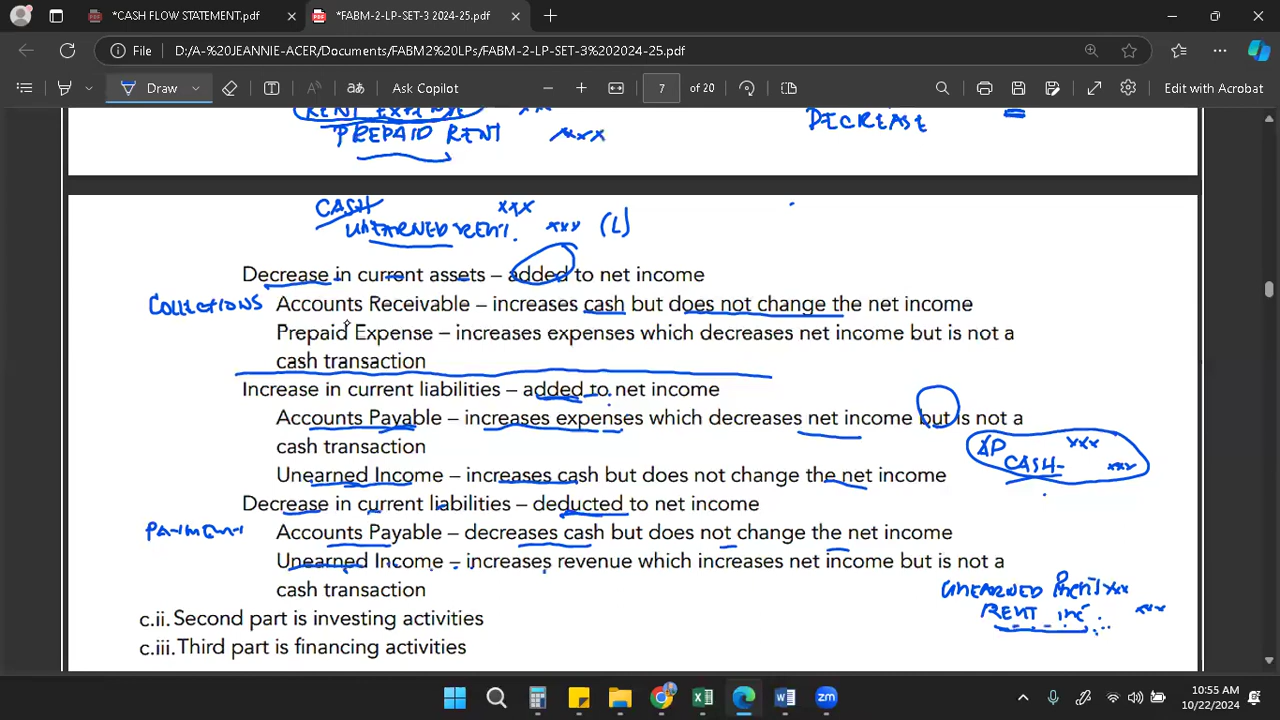 *CASH FLOW STATEMENT.pdf
*FABM-2-LP-SET-3 2024-25.pdf
File
D:/A-%20JEANNIE-ACER/Documents/FABM2%20LPs/FABM-2-LP-SET-3%202024-25.pdf
Draw
Ask Copilot
7
of 20
Edit with Acrobat
RENT EXPENSE xx
PREPAID RENT xxx
DECREASE
CASH xxx
UNEARNED RENT. xxx (L)
Decrease in current assets – added to net income
COLLECTIONS Accounts Receivable – increases cash but does not change the net income
Prepaid Expense – increases expenses which decreases net income but is not a
cash transaction
Increase in current liabilities – added to net income
Accounts Payable – increases expenses which decreases net income but is not a
cash transaction
AP xxx
CASH xxx
Unearned Income – increases cash but does not change the net income
Decrease in current liabilities – deducted to net income
PAYMENT Accounts Payable – decreases cash but does not change the net income
Unearned Income – increases revenue which increases net income but is not a
cash transaction
UNEARNED RENT xx
RENT INC xxx
c.ii. Second part is investing activities
c.iii. Third part is financing activities
10:55 AM
10/22/2024